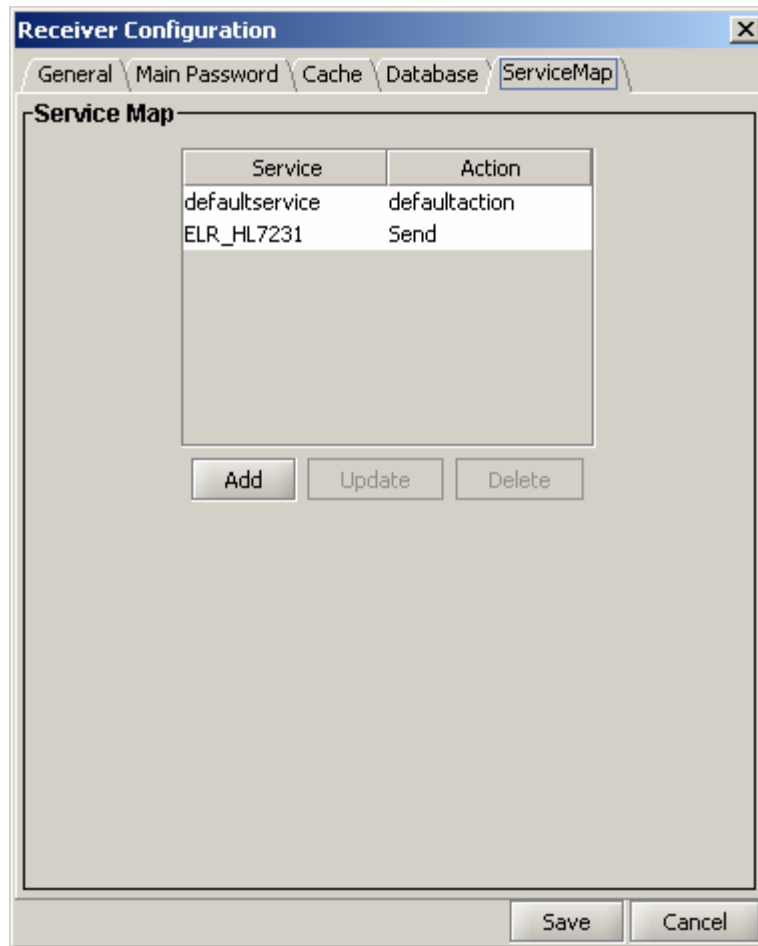 Receiver Configuration
General Main Password Cache Database ServiceMap
Service Map
Service Action
defaultservice defaultaction
ELR_HL7231 Send
Add Update Delete
Save Cancel